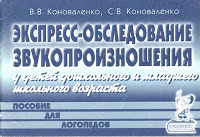 В.В. Коноваленко, С.В. Коноваленко
ЭКСПРЕСС-ОБСЛЕДОВАНИЕ
ЗВУКОПРОИЗНОШЕНИЯ
у детей дошкольного и младшего
школьного возраста
ПОСОБИЕ
ДЛЯ
ЛОГОПЕДОВ